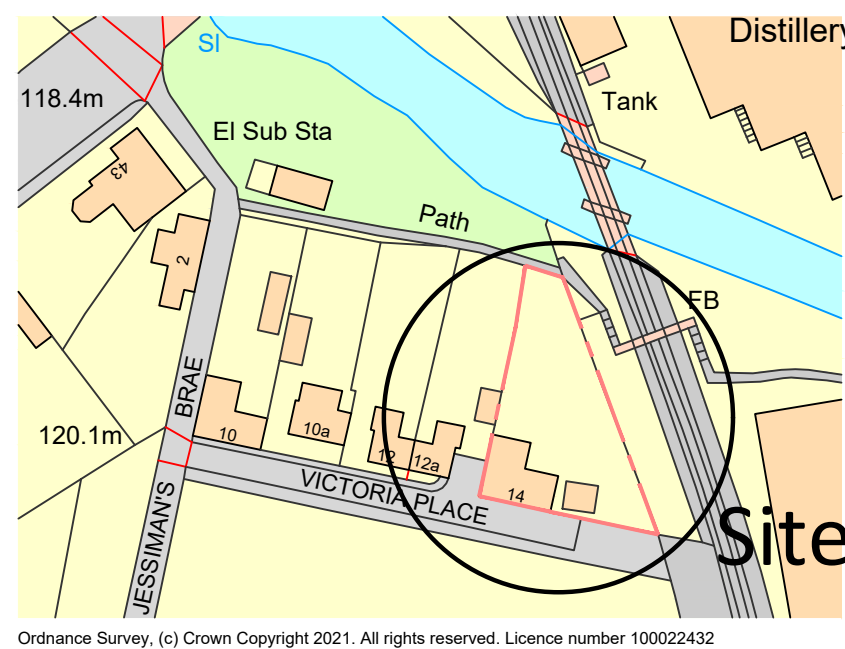 Distillery
Sl
118.4m
Tank
El Sub Sta
43
Path
2
FB
BRAE
120.1m
10
10a
12
12a
VICTORIA PLACE
14
JESSIMAN'S
Site
Ordnance Survey, (c) Crown Copyright 2021. All rights reserved. Licence number 100022432